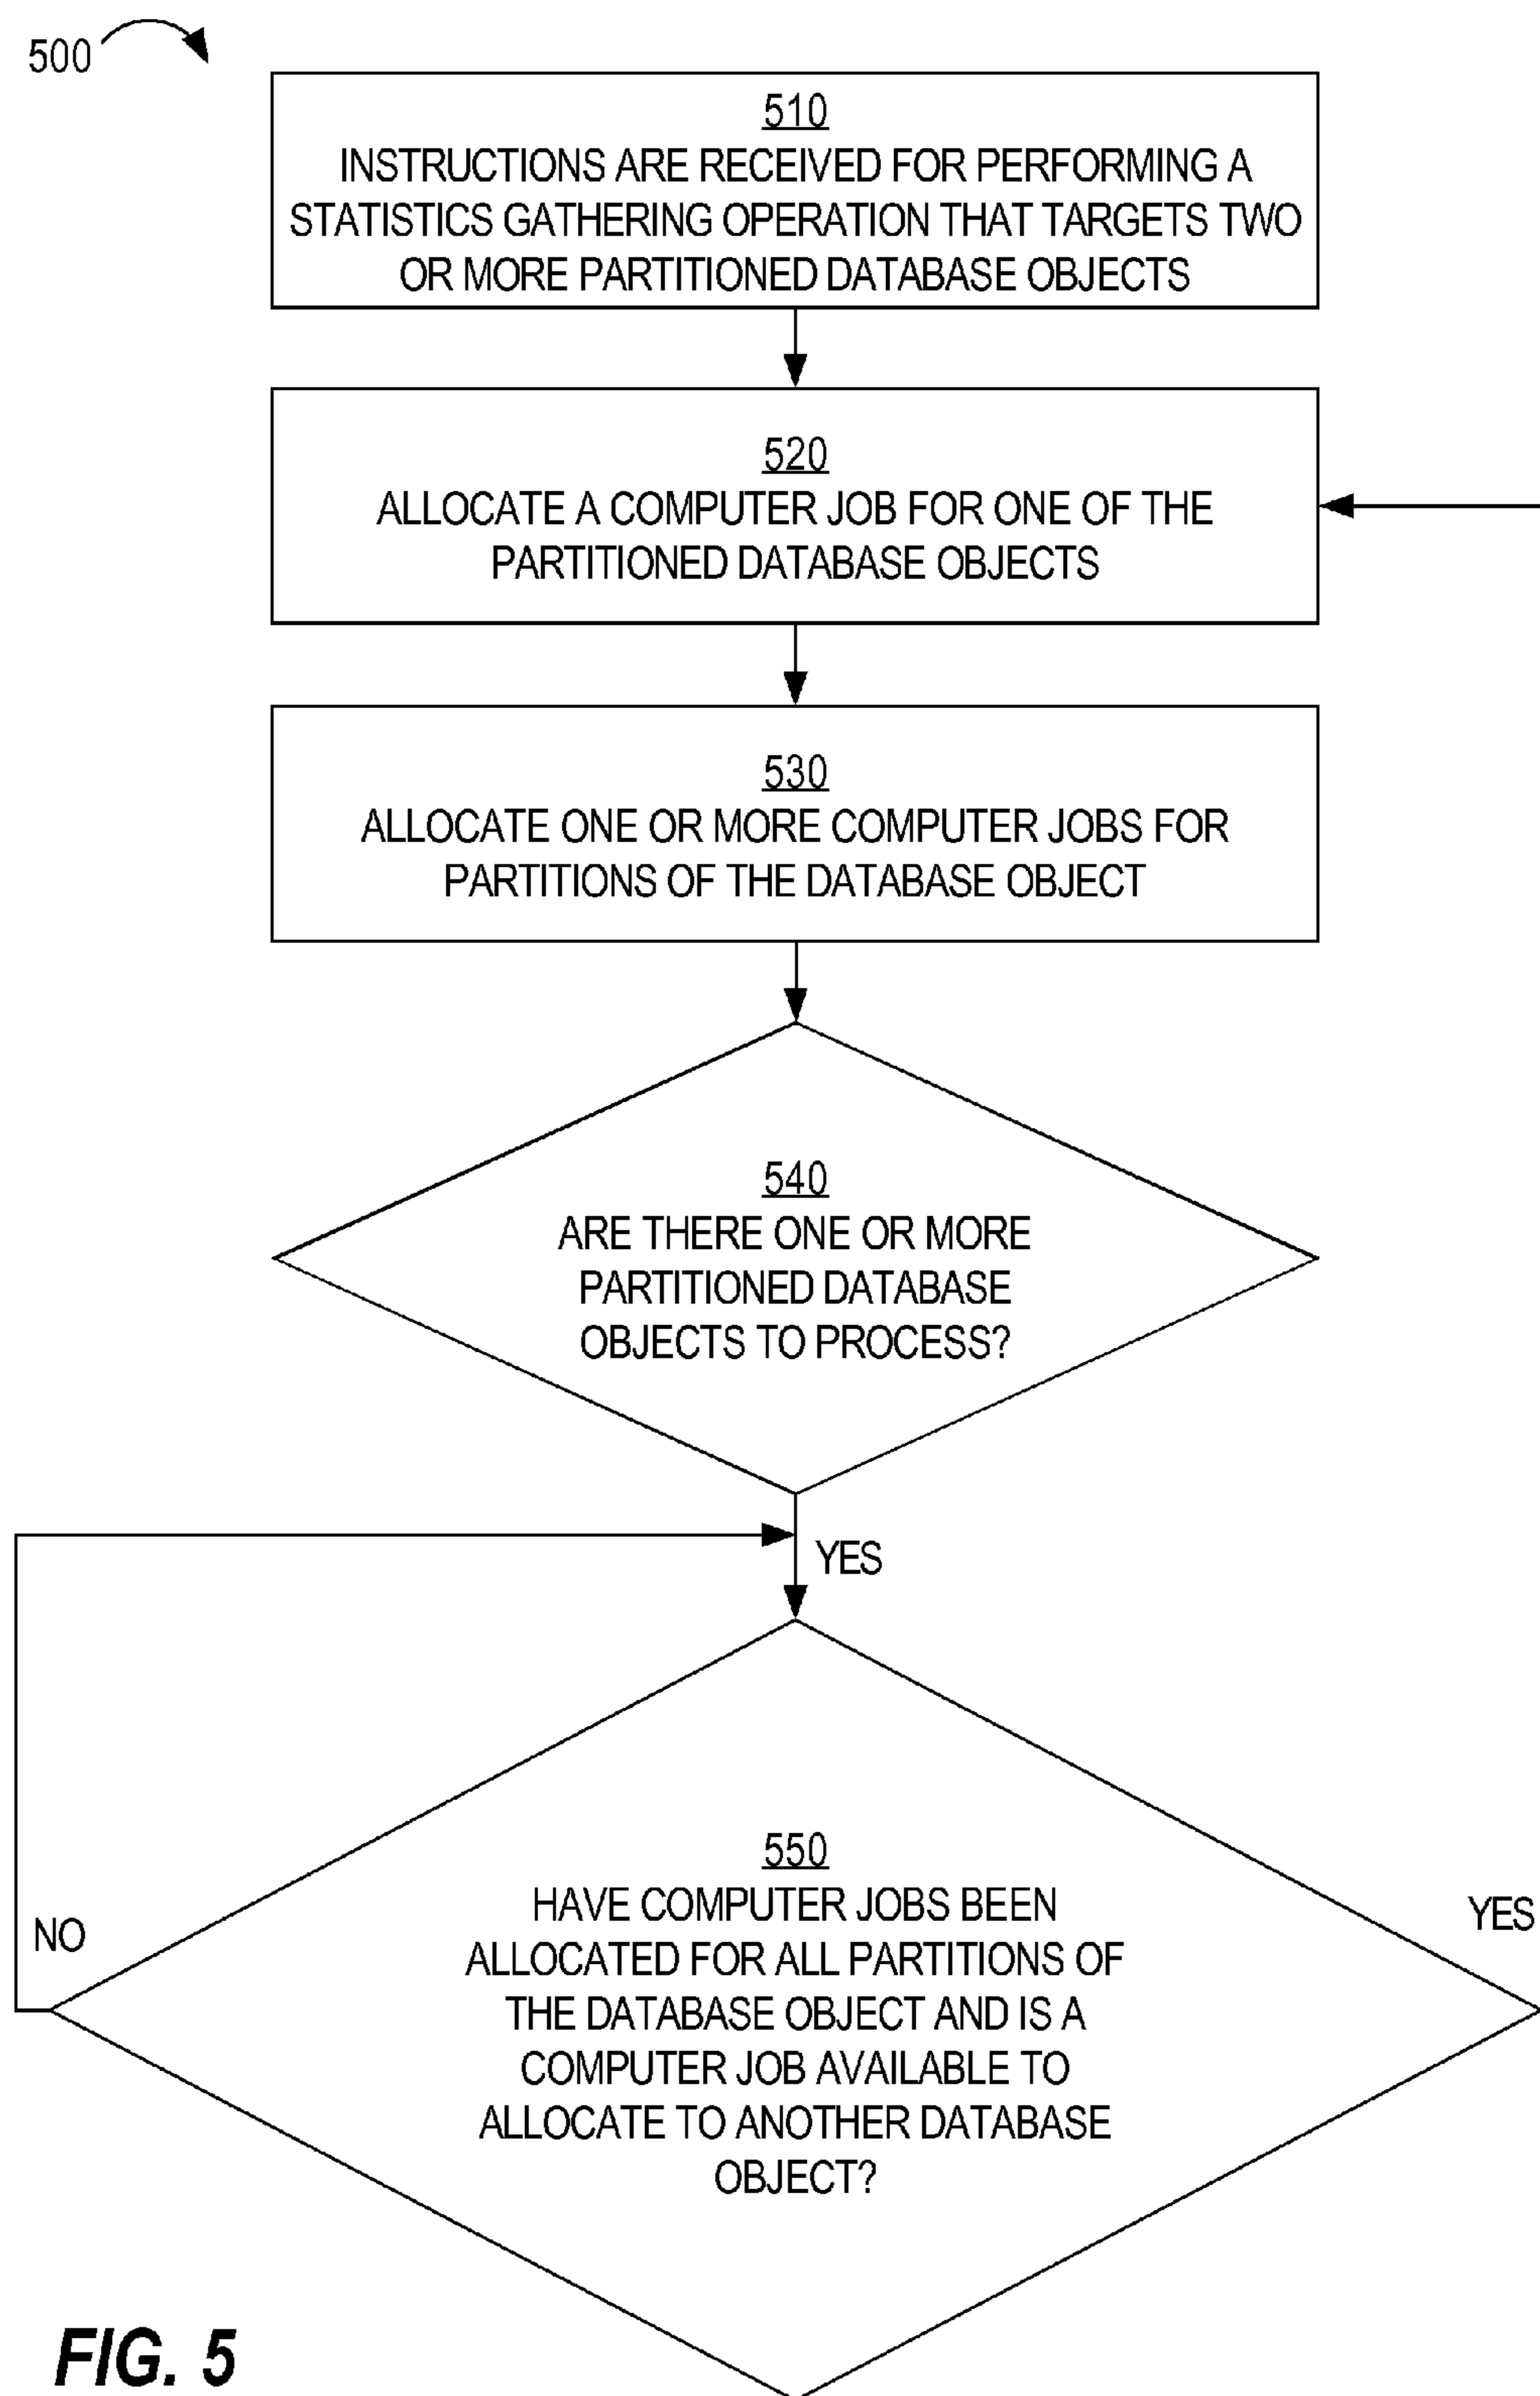 500
510
INSTRUCTIONS ARE RECEIVED FOR PERFORMING A
STATISTICS GATHERING OPERATION THAT TARGETS TWO
OR MORE PARTITIONED DATABASE OBJECTS
520
ALLOCATE A COMPUTER JOB FOR ONE OF THE
PARTITIONED DATABASE OBJECTS
530
ALLOCATE ONE OR MORE COMPUTER JOBS FOR
PARTITIONS OF THE DATABASE OBJECT
540
ARE THERE ONE OR MORE
PARTITIONED DATABASE
OBJECTS TO PROCESS?
YES
550
HAVE COMPUTER JOBS BEEN
ALLOCATED FOR ALL PARTITIONS OF
THE DATABASE OBJECT AND IS A
COMPUTER JOB AVAILABLE TO
ALLOCATE TO ANOTHER DATABASE
OBJECT?
NO
YES
FIG. 5